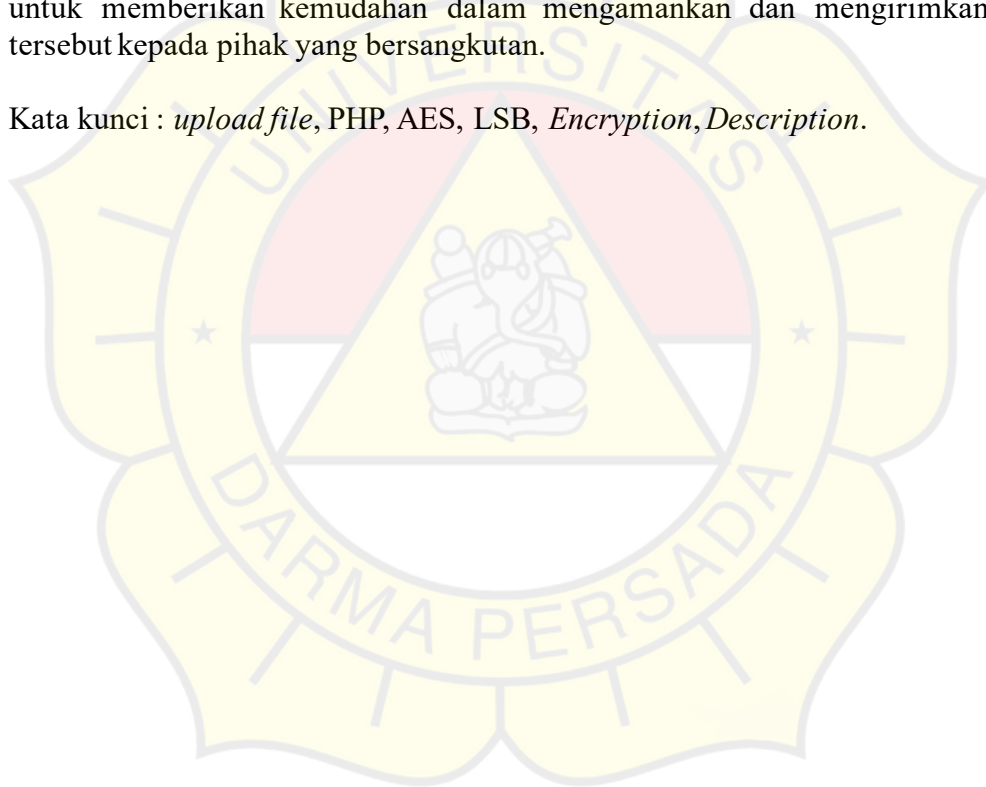 untuk memberikan kemudahan dalam mengamankan dan mengirimkan
tersebut kepada pihak yang bersangkutan.
Kata kunci : upload file, PHP, AES, LSB, Encryption, Description.
UNIVERSITAS
DARMA PERSADA